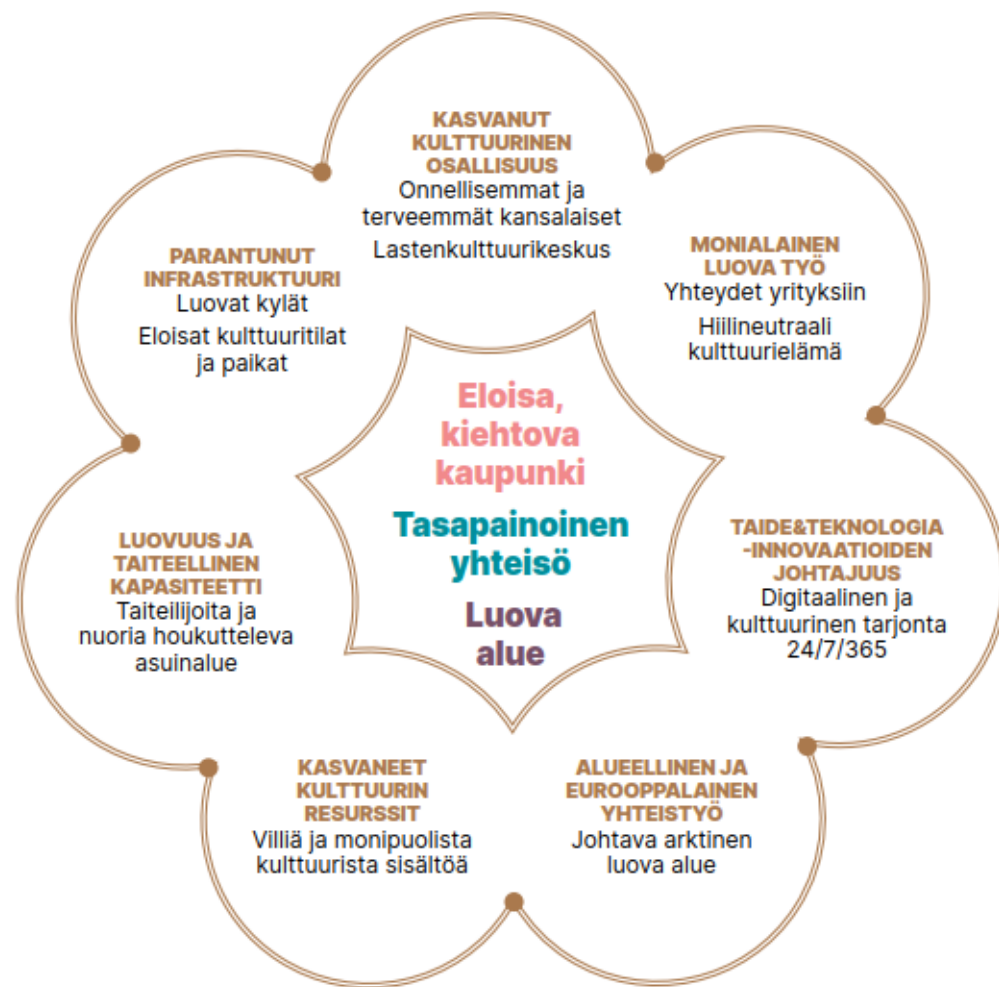 KASVANUT
KULTTUURINEN
OSALLISUUS
Onnellisemmat ja
terveemmät kansalaiset
Lastenkulttuurikeskus
MONIALAINEN
LUOVA TYÖ
Yhteydet yrityksiin
Hiilineutraali
kulttuurielämä
TAIDE&TEKNOLOGIA
-INNOVAATIOIDEN
JOHTAJUUS
Digitaalinen ja
kulttuurinen tarjonta
24/7/365
ALUEELLINEN JA
EUROOPPALAINEN
YHTEISTYÖ
Johtava arktinen
luova alue
KASVANEET
KULTTUURIN
RESURSSIT
Villiä ja monipuolista
kulttuurista sisältöä
LUOVUUS JA
TAITEELLINEN
KAPASITEETTI
Taiteilijoita ja
nuoria houkutteleva
asuinalue
PARANTUNUT
INFRASTRUKTUURI
Luovat kylät
Eloisat kulttuuritilat
ja paikat
Eloisa,
kiehtova
kaupunki
Tasapainoinen
yhteisö
Luova
alue